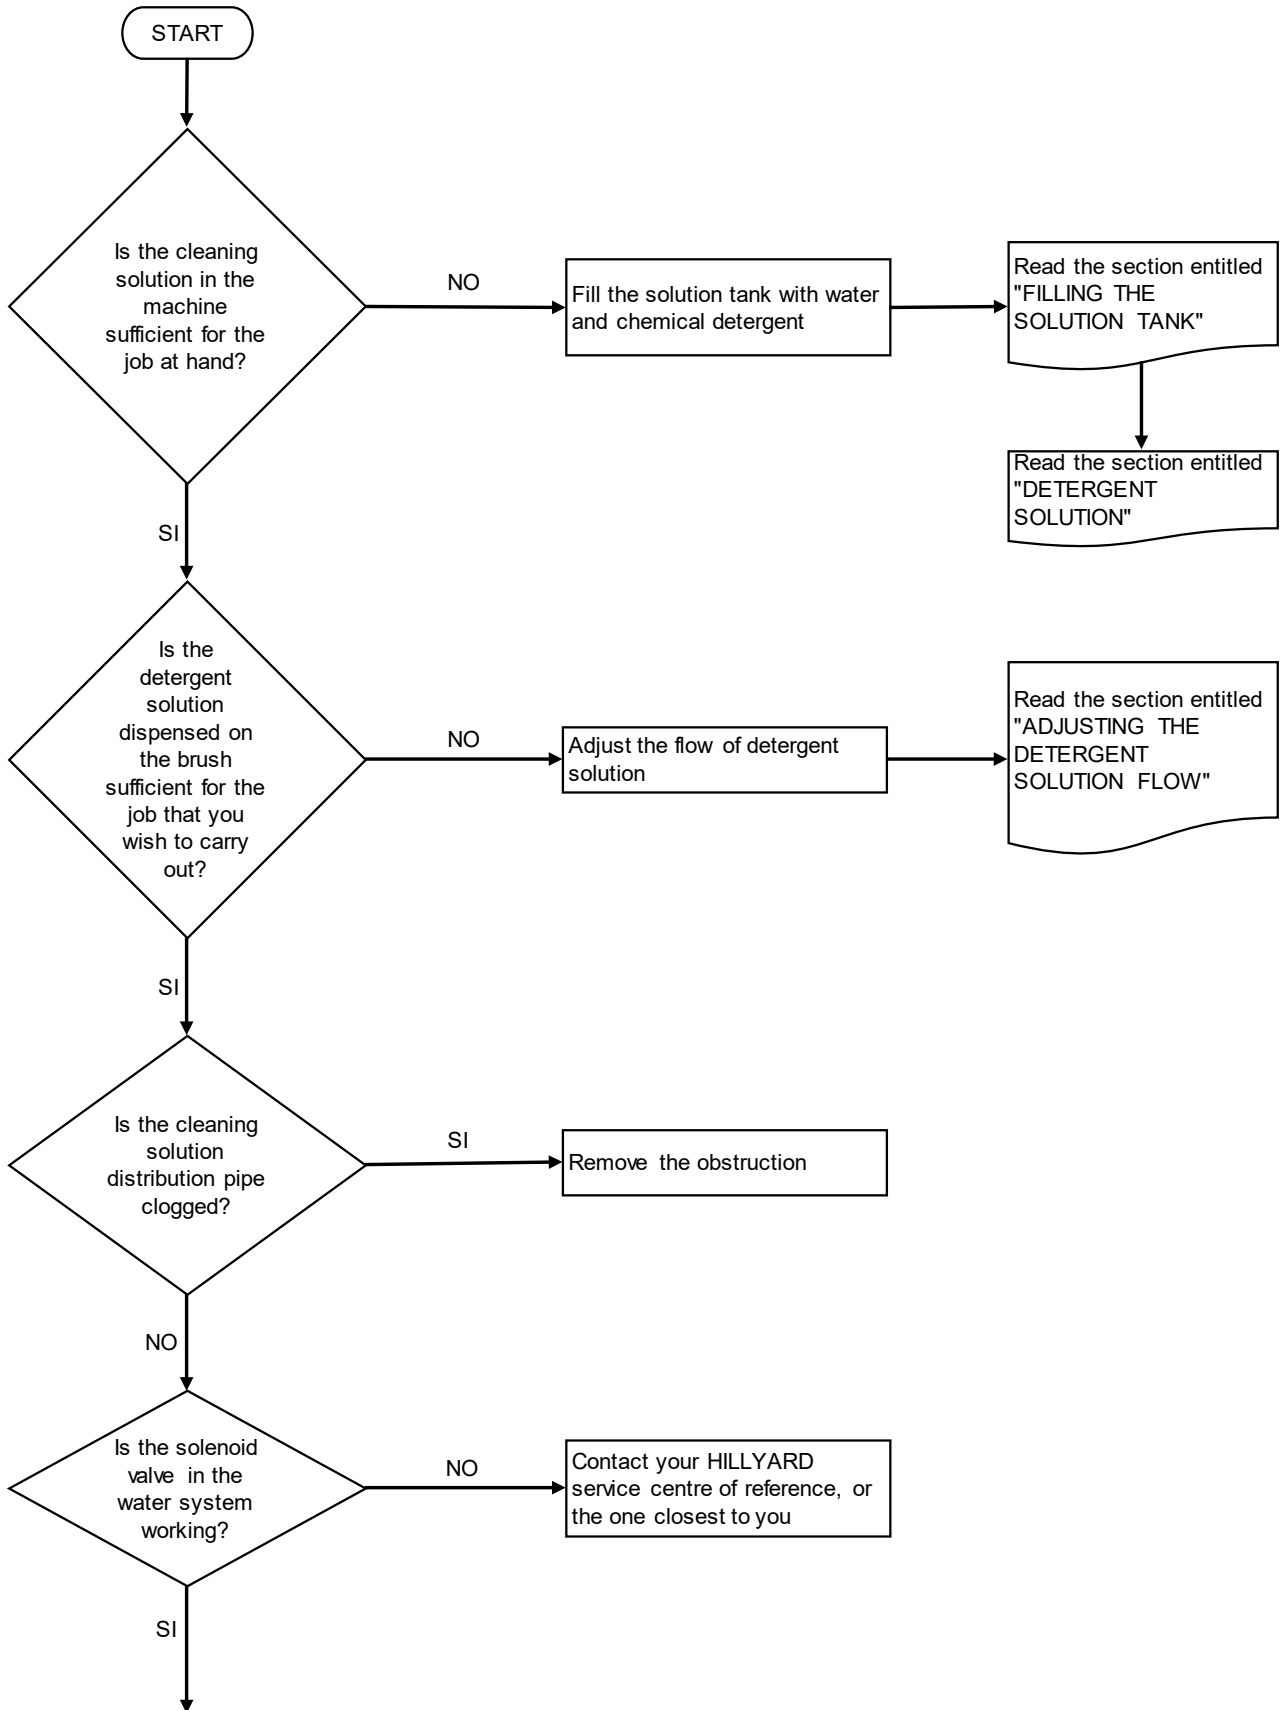 START
Is the cleaning
solution in the
machine
sufficient for the
job at hand?
NO
Fill the solution tank with water
and chemical detergent
Read the section entitled
"FILLING THE
SOLUTION TANK"
Read the section entitled
"DETERGENT
SOLUTION"
SI
Is the
detergent
solution
dispensed on
the brush
sufficient for the
job that you
wish to carry
out?
NO
Adjust the flow of detergent
solution
Read the section entitled
"ADJUSTING THE
DETERGENT
SOLUTION FLOW"
SI
Is the cleaning
solution
distribution pipe
clogged?
SI
Remove the obstruction
NO
Is the solenoid
valve in the
water system
working?
NO
Contact your HILLYARD
service centre of reference, or
the one closest to you
SI